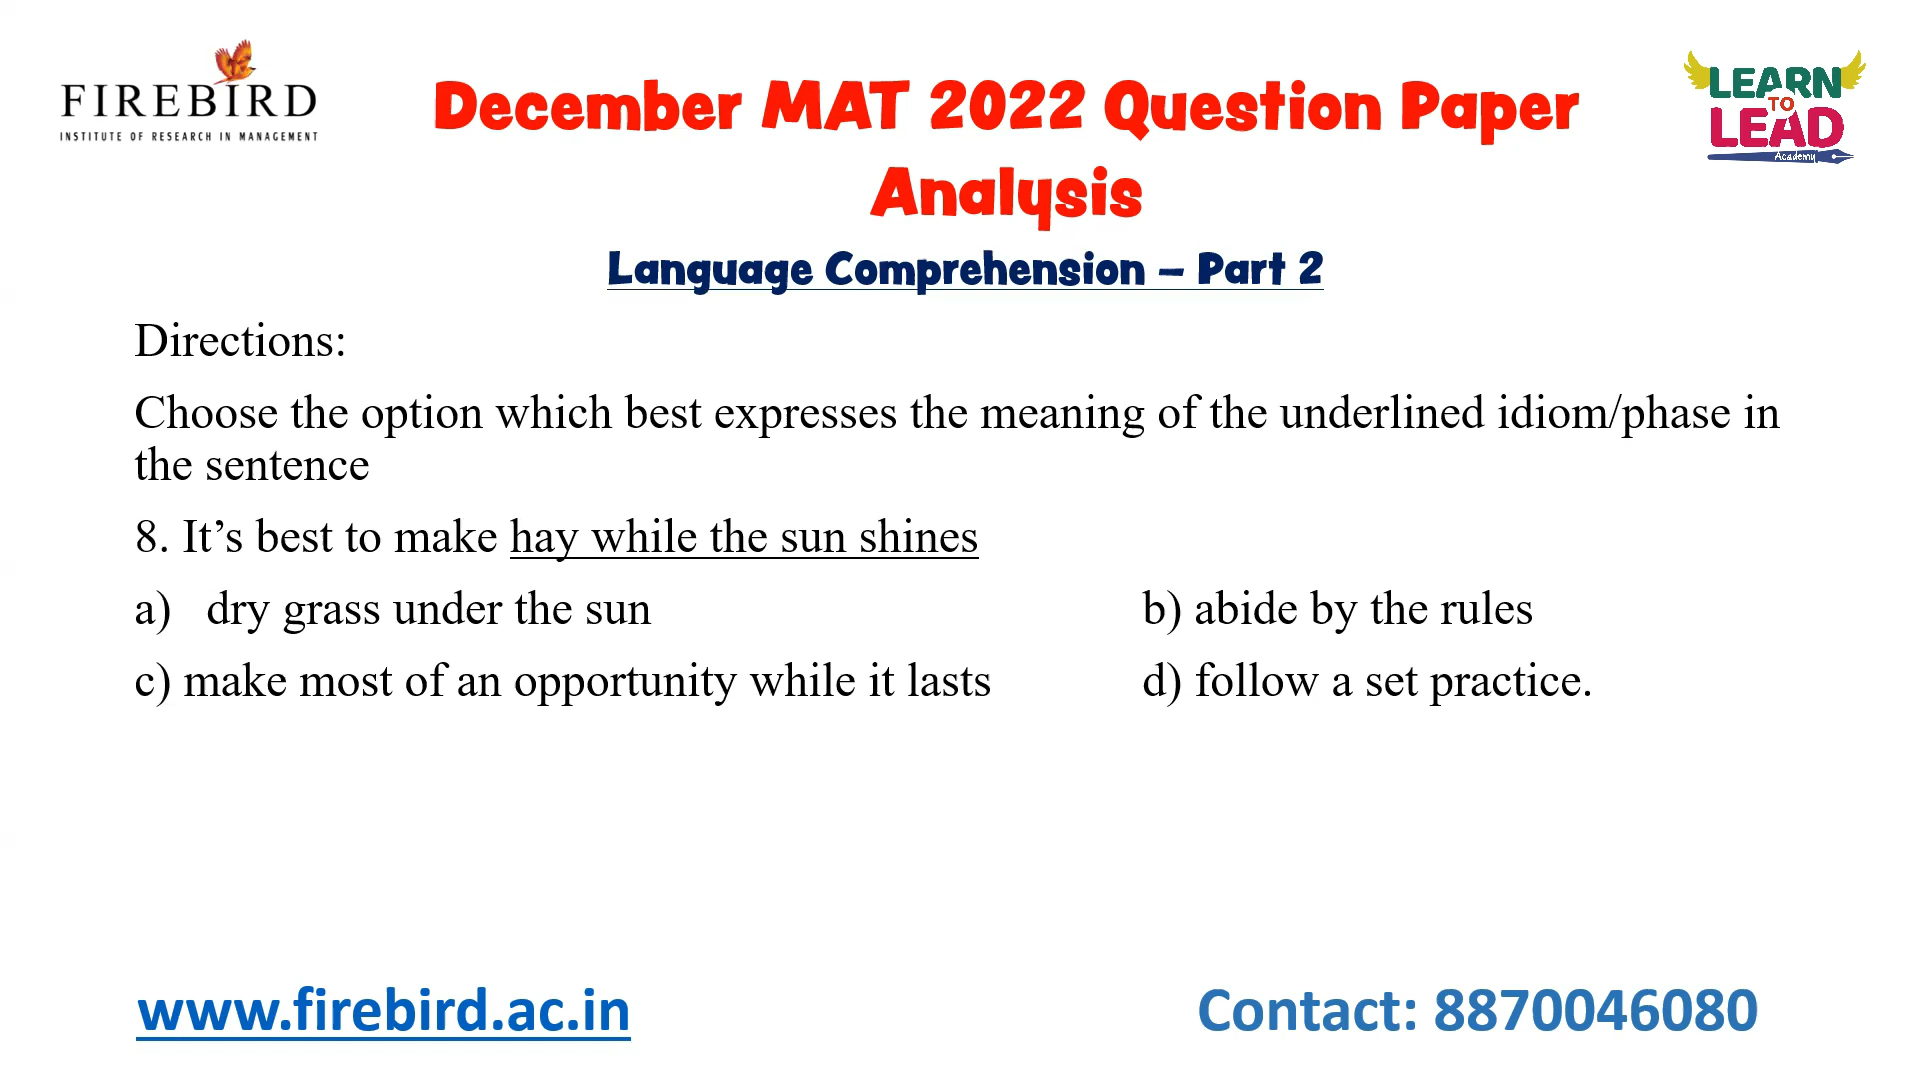 FIREBIRD
INSTITUTE OF RESEARCH IN MANAGEMENT
December MAT 2022 Question Paper
Analysis
LEARN
TO
LEAD
Academy
Language Comprehension – Part 2
Directions:
Choose the option which best expresses the meaning of the underlined idiom/phase in
the sentence
8. It’s best to make hay while the sun shines
a) dry grass under the sun b) abide by the rules
c) make most of an opportunity while it lasts d) follow a set practice.
www.firebird.ac.in Contact: 8870046080